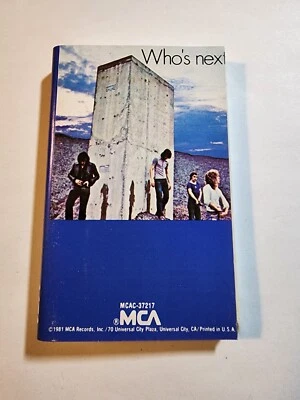 Who's next
MCAC-37217
®MCA
©1981 MCA Records, Inc./70 Universal City Plaza, Universal City, CA/Printed in U.S.A.